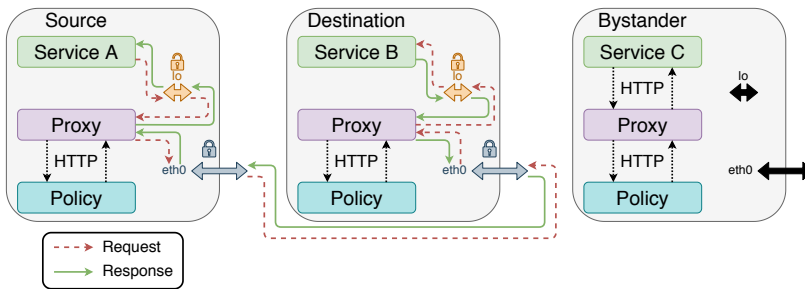 Source
Service A
lo
Proxy
HTTP
eth0
Policy
Destination
Service B
lo
Proxy
HTTP
eth0
Policy
Bystander
Service C
HTTP
lo
Proxy
HTTP
eth0
Policy
Request
Response